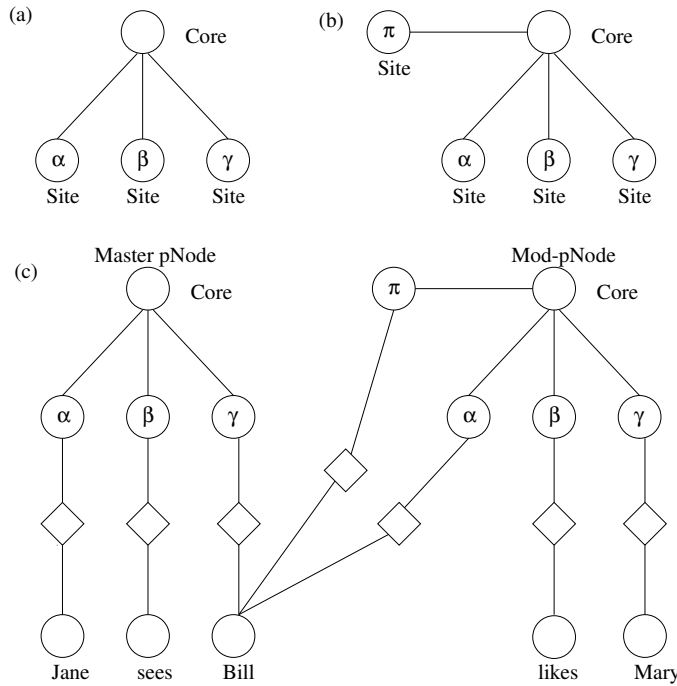 (a)
Core
α β γ
Site Site Site
(b)
π Core
Site
α β γ
Site Site Site
(c)
Master pNode Mod-pNode
Core π Core
α β γ α β γ
Jane sees Bill likes Mary